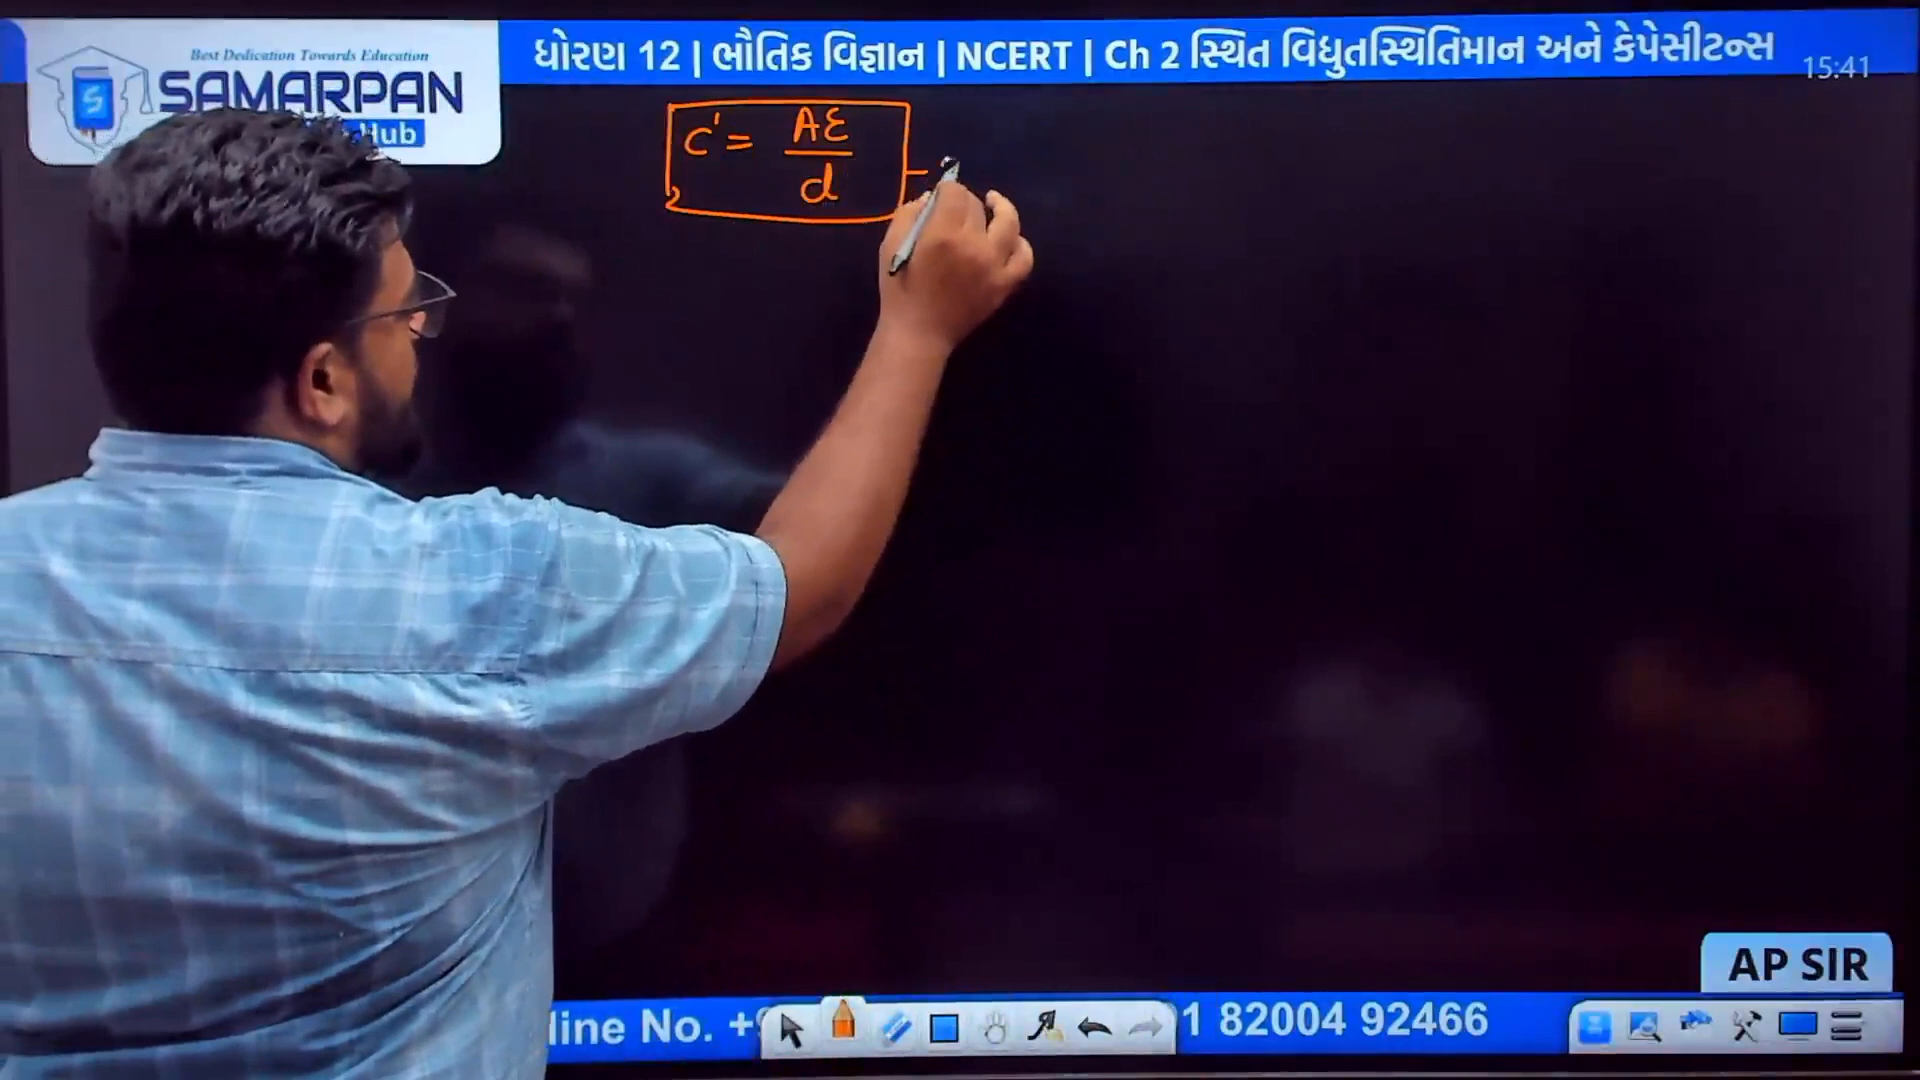 Best Dedication Towards Education
SAMARPAN
Hub
ધોરણ 12 | ભૌતિક વિજ્ઞાન | NCERT | Ch 2 સ્થિત વિદ્યુતસ્થિતિમાન અને કેપેસીટન્સ
15:41
C' = Aε / d
AP SIR
line No. +9
1 82004 92466